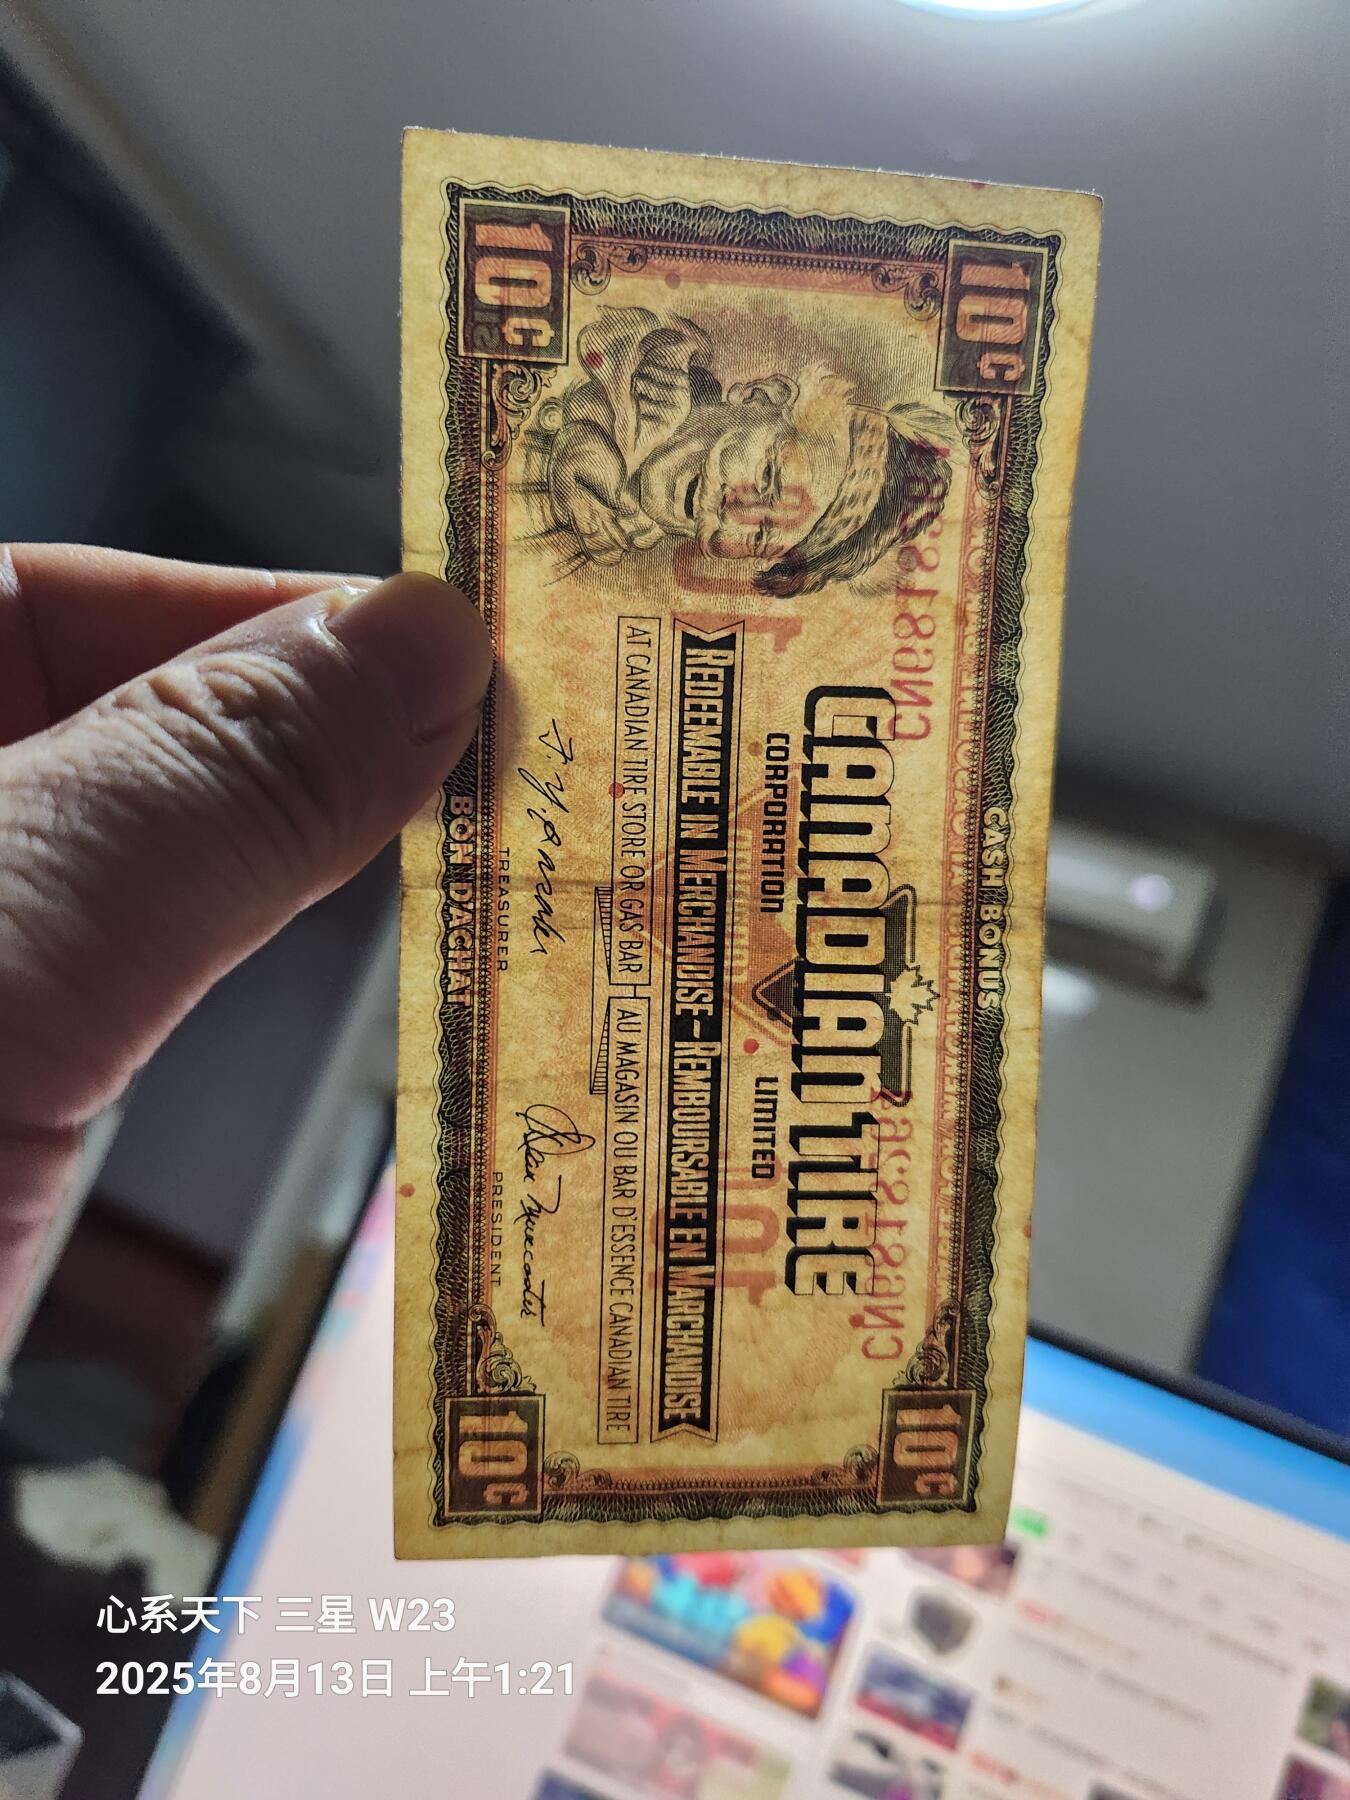 10¢
10¢
CASH BONUS
CANADIAN TIRE
CORPORATION LIMITED
REDEEMABLE IN MERCHANDISE - REMBOURSABLE EN MARCHANDISE
AT CANADIAN TIRE STORE OR GAS BAR
AU MAGASIN OU BAR D'ESSENCE CANADIAN TIRE
TREASURER
PRESIDENT
BON D'ACHAT
10¢
10¢
心系天下 三星 W23
2025年8月13日 上午1:21